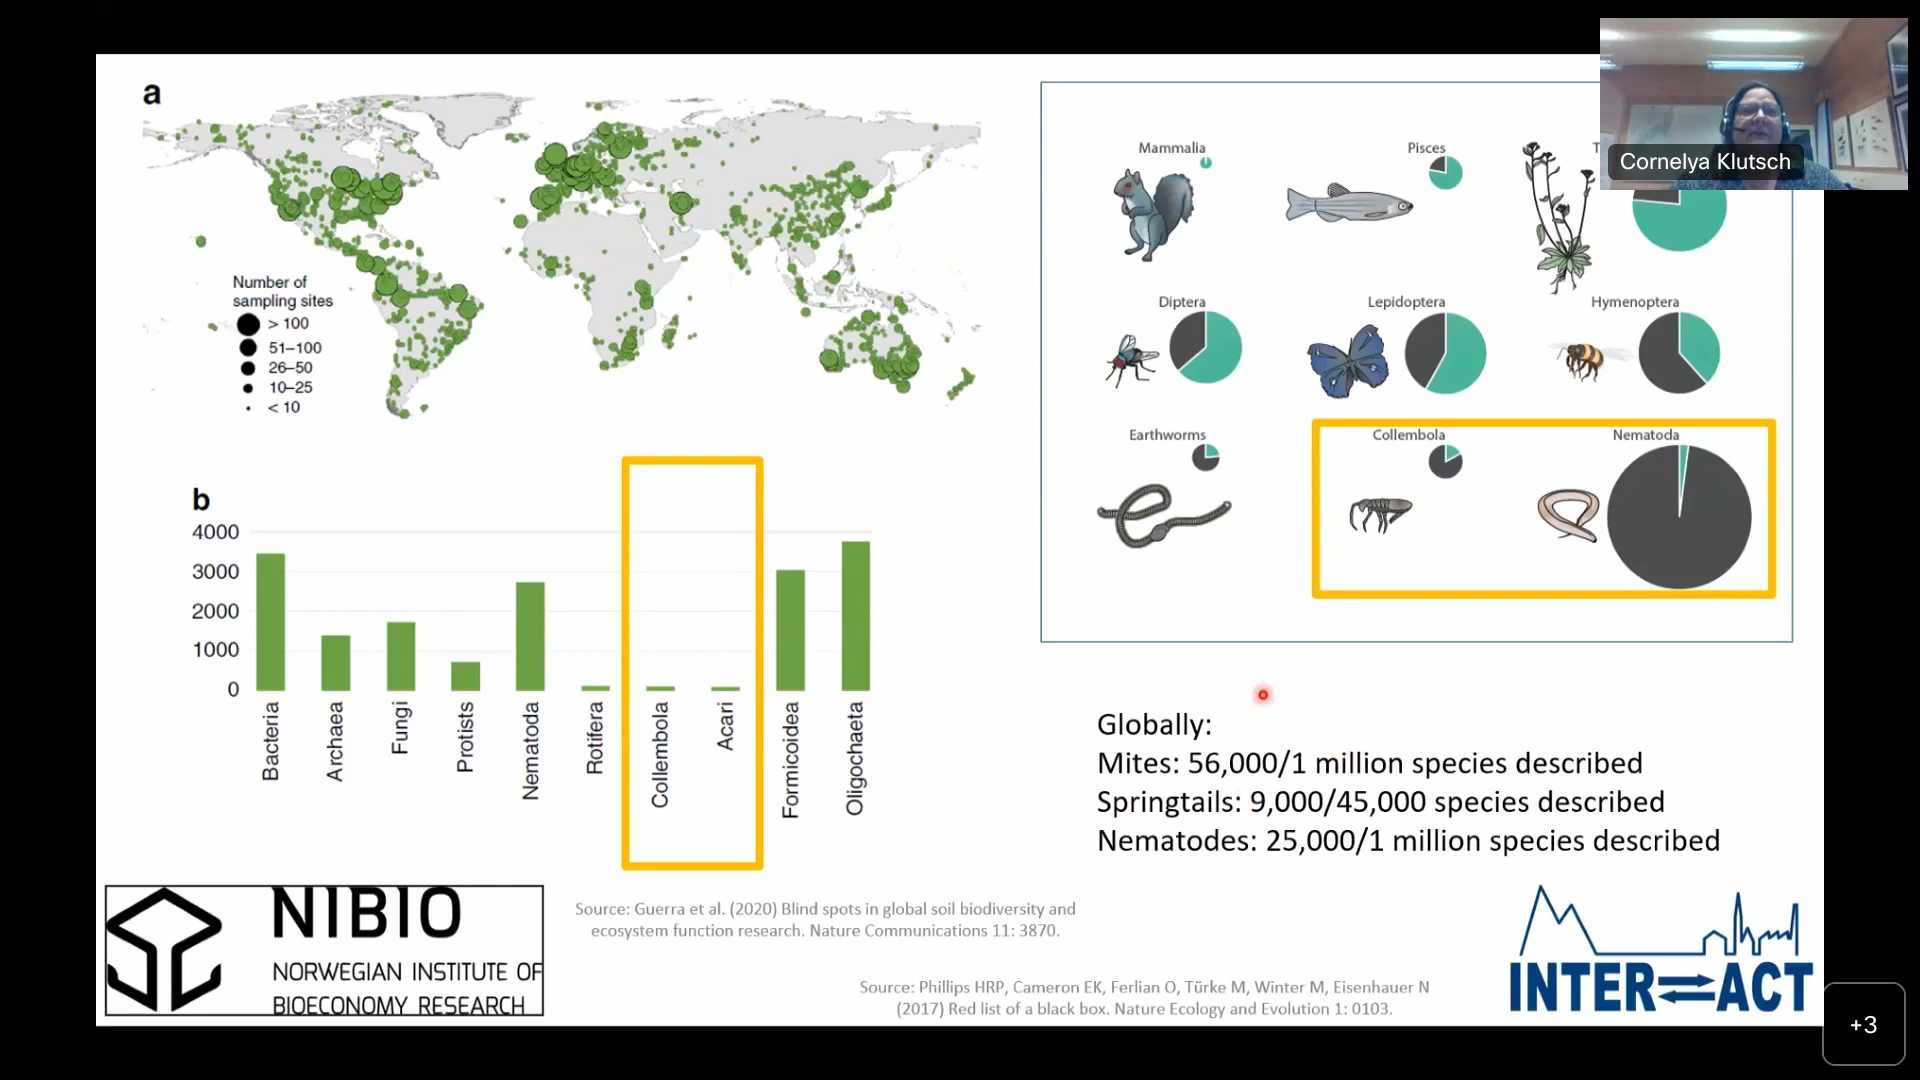 a
Number of
sampling sites
> 100
51–100
26–50
10–25
< 10
b
4000
3000
2000
1000
0
Bacteria
Archaea
Fungi
Protists
Nematoda
Rotifera
Collembola
Acari
Formicoidea
Oligochaeta
Mammalia
Pisces
T
Diptera
Lepidoptera
Hymenoptera
Earthworms
Collembola
Nematoda
Cornelya Klutsch
Globally:
Mites: 56,000/1 million species described
Springtails: 9,000/45,000 species described
Nematodes: 25,000/1 million species described
NIBIO
NORWEGIAN INSTITUTE OF
BIOECONOMY RESEARCH
Source: Guerra et al. (2020) Blind spots in global soil biodiversity and
ecosystem function research. Nature Communications 11: 3870.
Source: Phillips HRP, Cameron EK, Ferlian O, Türke M, Winter M, Eisenhauer N
(2017) Red list of a black box. Nature Ecology and Evolution 1: 0103.
INTER ACT
+3